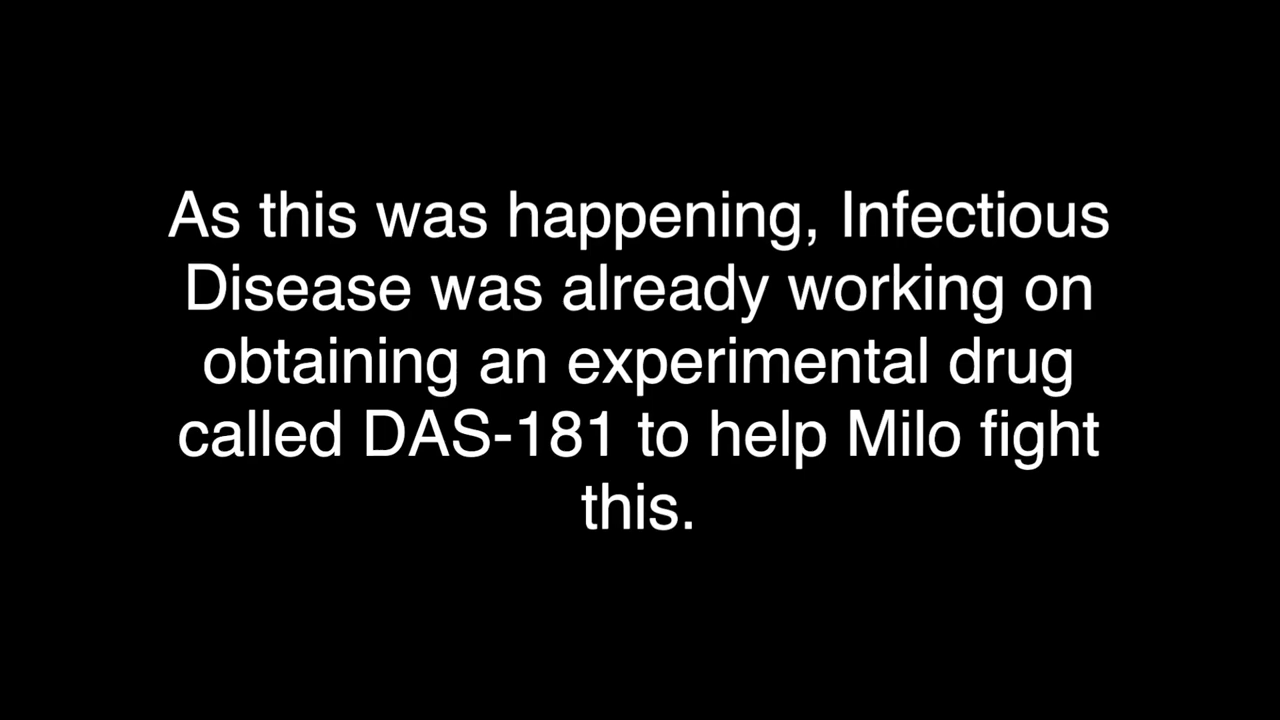 As this was happening, Infectious
Disease was already working on
obtaining an experimental drug
called DAS-181 to help Milo fight
this.